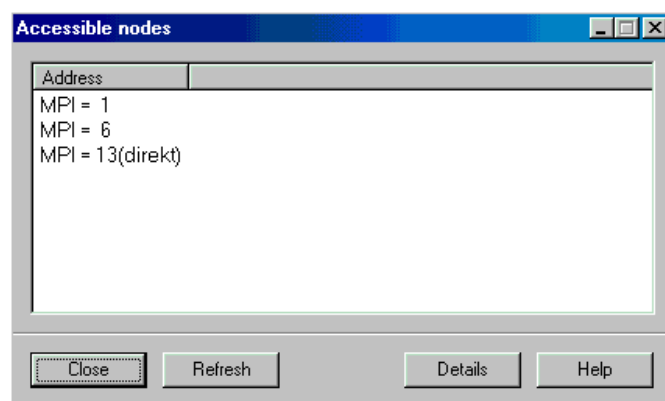 Accessible nodes
Address
MPI = 1
MPI = 6
MPI = 13(direkt)
Close Refresh Details Help